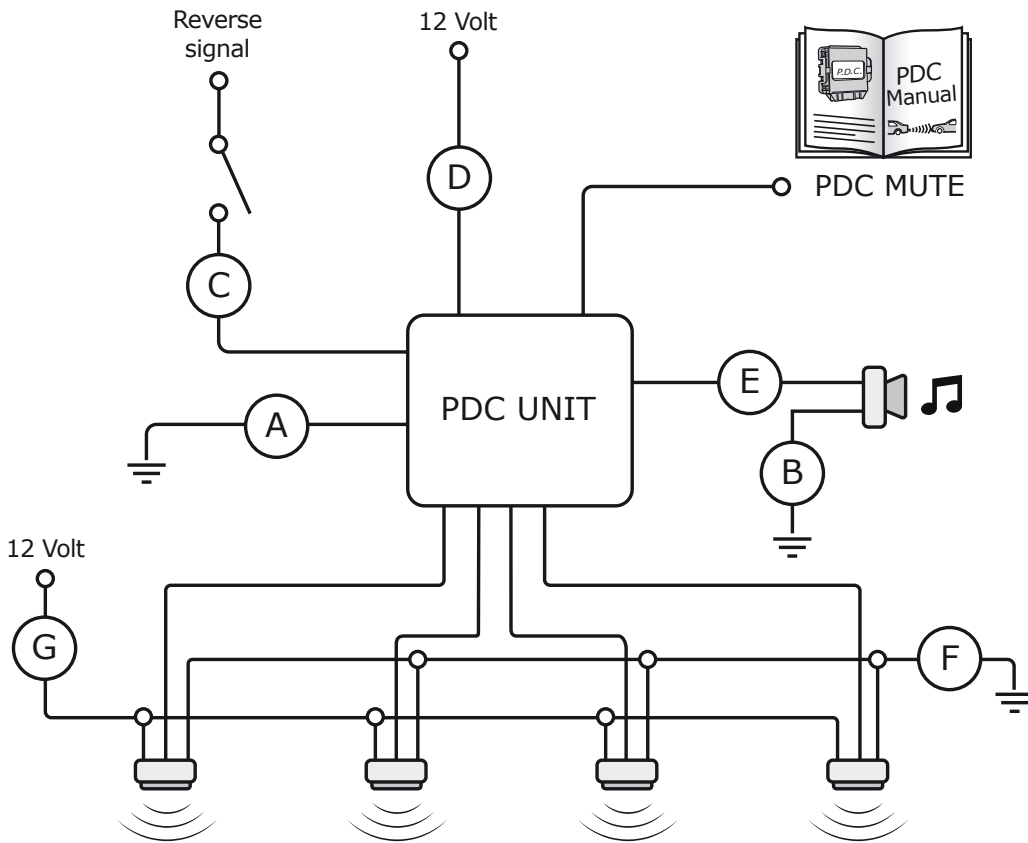 Reverse
signal
12 Volt
P.D.C.
PDC
Manual
PDC MUTE
D
C
E
PDC UNIT
A
B
12 Volt
G
F